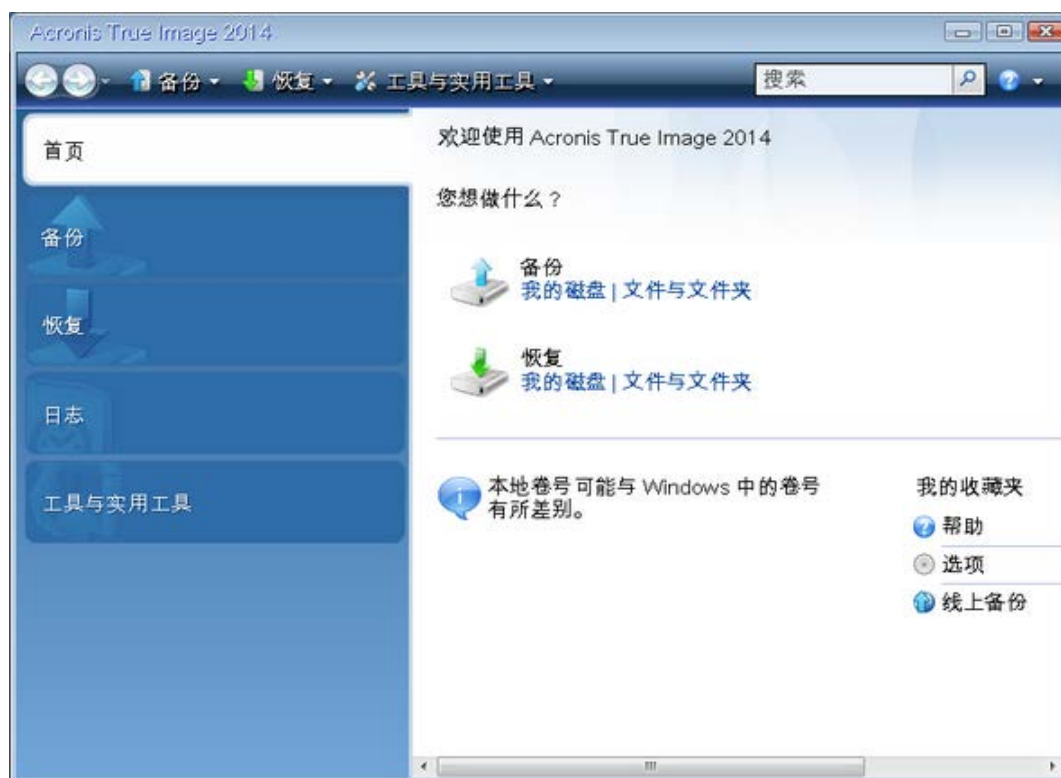 Acronis True Image 2014
备份 恢复 工具与实用工具 搜索
首页
备份
恢复
日志
工具与实用工具
欢迎使用 Acronis True Image 2014
您想做什么？
备份
我的磁盘 | 文件与文件夹
恢复
我的磁盘 | 文件与文件夹
本地卷号可能与 Windows 中的卷号
有所差别。
我的收藏夹
帮助
选项
线上备份